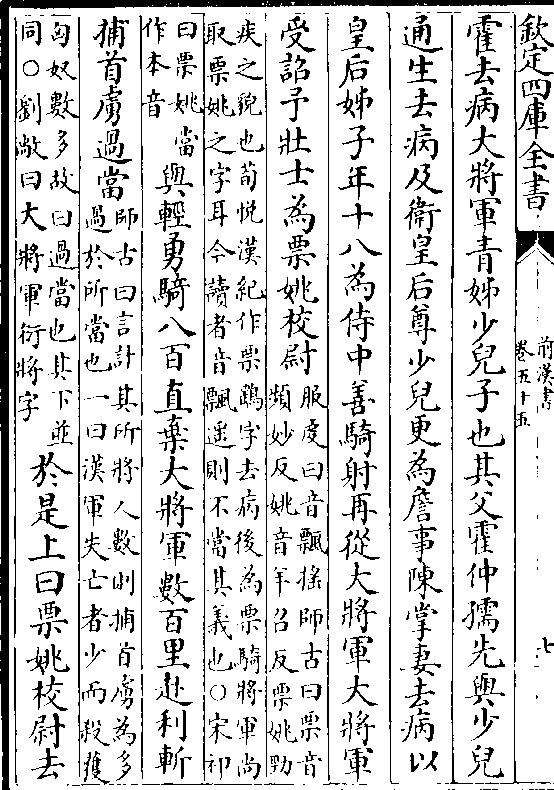 欽定四庫全書
前漢書
卷五十五
七
霍去病大將軍青姊少兒子也其父霍仲孺先與少兒
通生去病及衛皇后尊少兒更為詹事陳掌妻去病以
皇后姊子年十八為侍中善騎射再從大將軍大將軍
受詔予壯士為票姚校尉
服虔曰音飄搖師古曰票音
頻妙反姚音羊召反票姚勁
疾之貌也荀悅漢紀作票鷂字去病後為票騎將軍尚
取票姚之字耳今讀者音飄遥則不當其義也○宋祁
曰票姚當
作本音
與輕勇騎八百直棄大將軍數百里赴利斬
捕首虜過當
師古曰言計其所將人數則捕首虜為多
過於所當也一曰漢軍失亡者少而殺獲
匈奴數多故曰過當也其下並
同○劉敞曰大將軍衍將字
於是上曰票姚校尉去